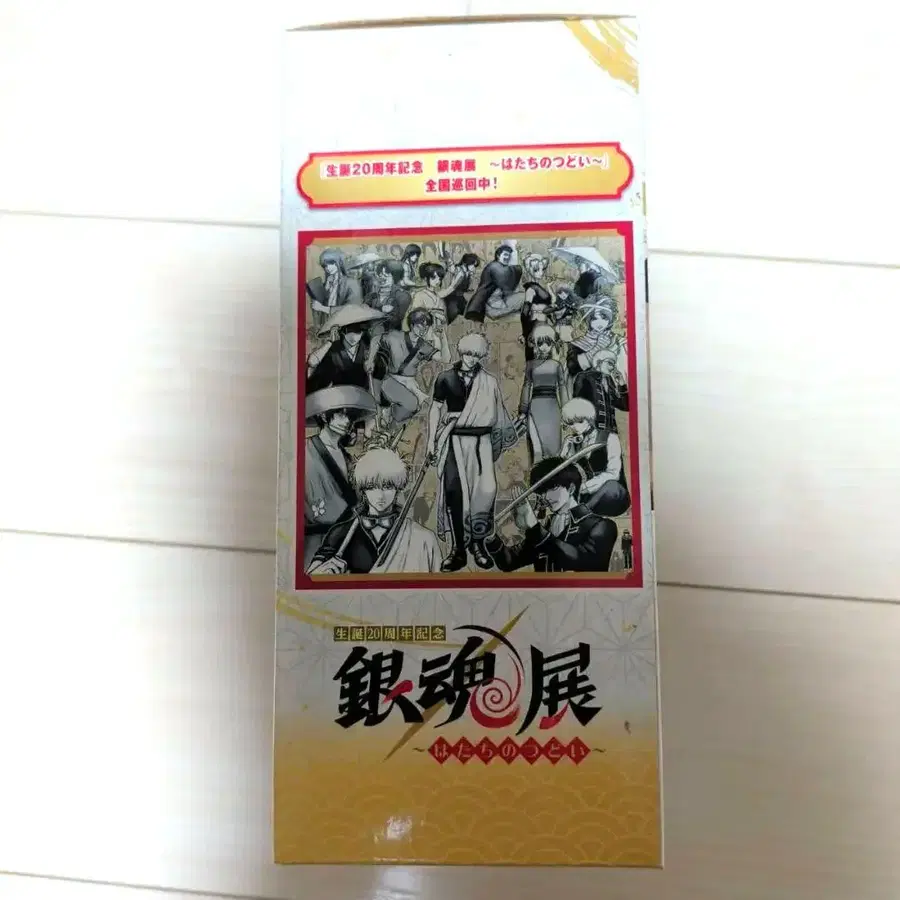 『生誕20周年記念 銀魂展 ～はたちのつどい～』
全国巡回中！
生誕20周年記念
銀魂展
～はたちのつどい～